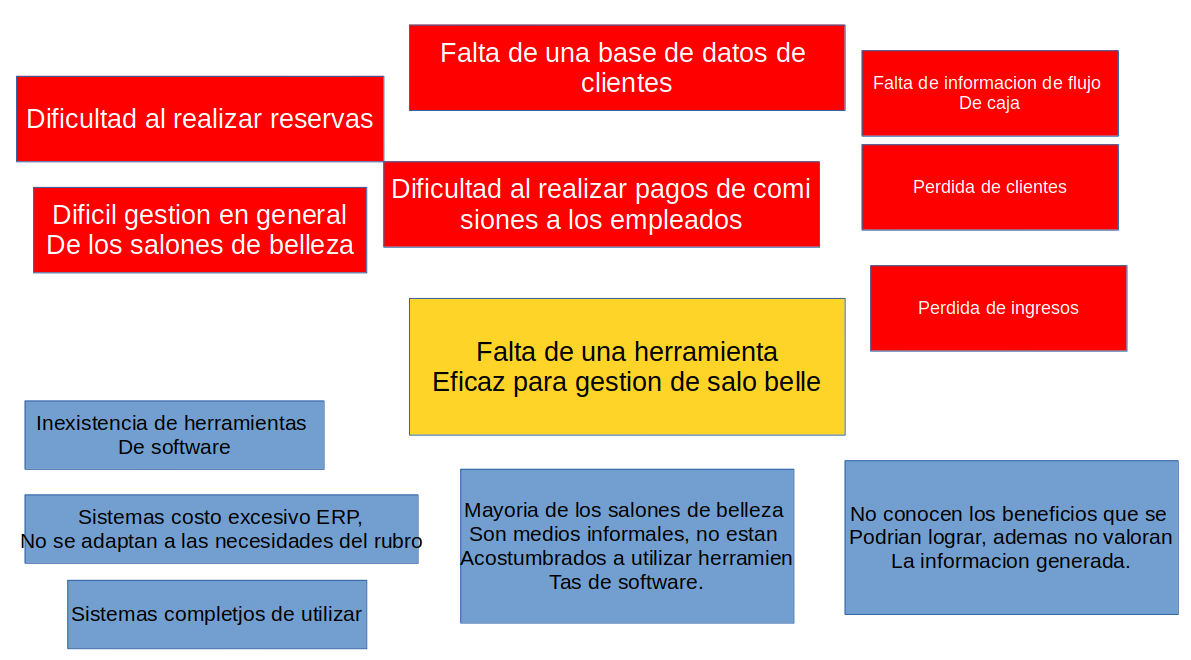 Falta de una base de datos de
clientes
Falta de informacion de flujo
De caja
Dificultad al realizar reservas
Dificultad al realizar pagos de comi
siones a los empleados
Perdida de clientes
Dificil gestion en general
De los salones de belleza
Perdida de ingresos
Falta de una herramienta
Eficaz para gestion de salo belle
Inexistencia de herramientas
De software
Sistemas costo excesivo ERP,
No se adaptan a las necesidades del rubro
Sistemas completjos de utilizar
Mayoria de los salones de belleza
Son medios informales, no estan
Acostumbrados a utilizar herramien
Tas de software.
No conocen los beneficios que se
Podrian lograr, ademas no valoran
La informacion generada.